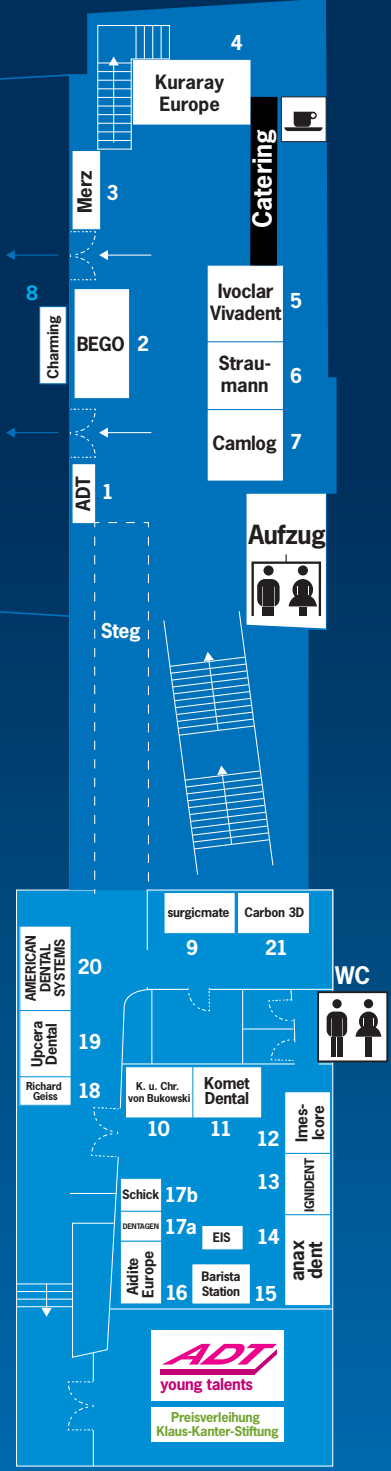 4
Kuraray
Europe
Catering
Merz
3
8
Charming
BEGO
2
Ivoclar
Vivadent
5
Strau-
mann
6
Camlog
7
ADT
1
Aufzug
Steg
surgicmate
Carbon 3D
9
21
AMERICAN
DENTAL
SYSTEMS
20
WC
Upcera
Dental
19
Richard
Geiss
18
K. u. Chr.
von Bukowski
Komet
Dental
10
11
12
Imes-
Icore
13
IGNIDENT
Schick
17b
DENTAGEN
17a
EIS
14
anax
dent
Aidite
Europe
16
Barista
Station
15
ADT
young talents
Preisverleihung
Klaus-Kanter-Stiftung